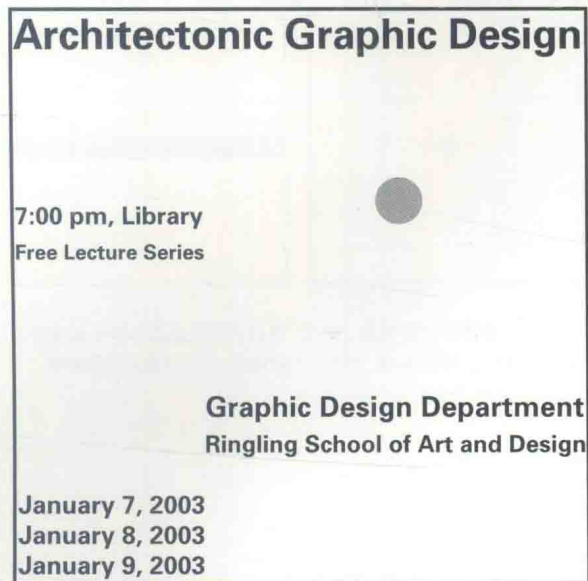 Architectonic Graphic Design
7:00 pm, Library
Free Lecture Series
Graphic Design Department
Ringling School of Art and Design
January 7, 2003
January 8, 2003
January 9, 2003